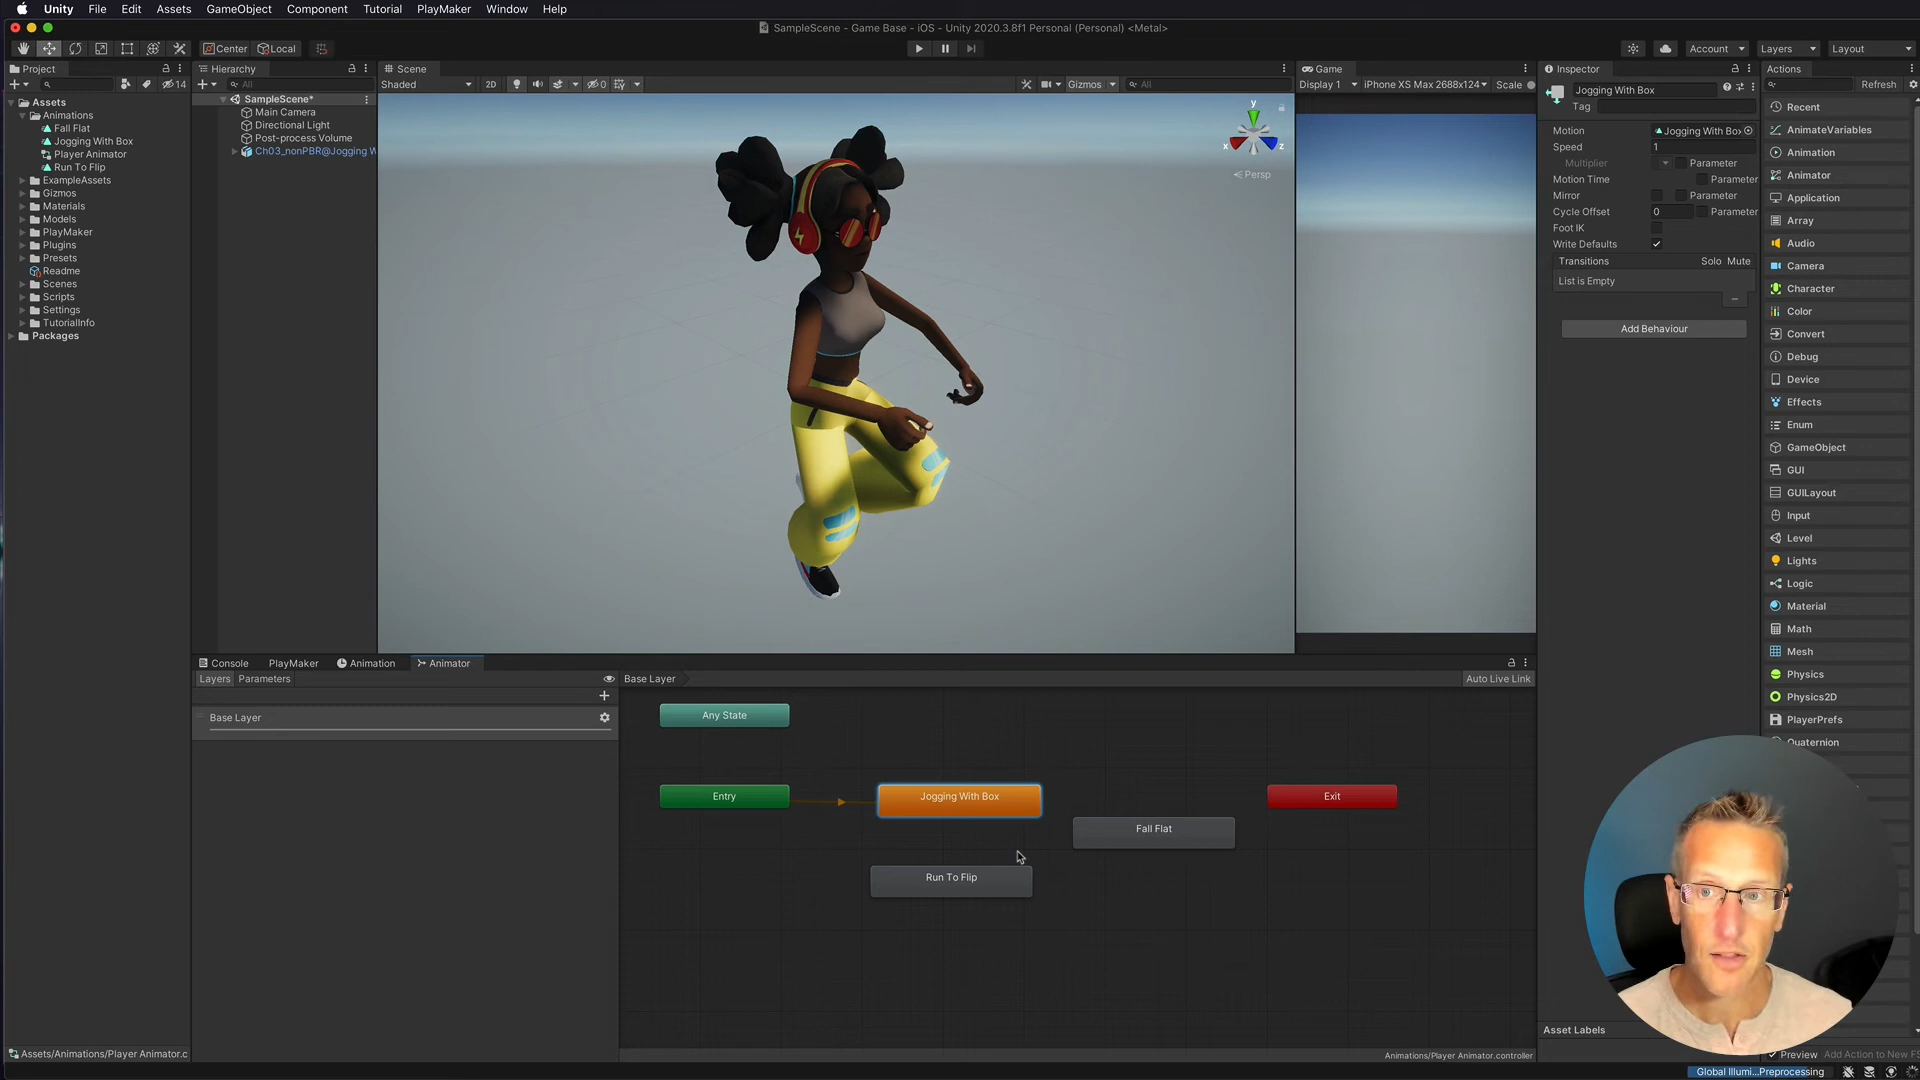 Unity File Edit Assets GameObject Component Tutorial PlayMaker Window Help
SampleScene - Game Base - iOS - Unity 2020.3.8f1 Personal (Personal) <Metal>
Center Local Account Layers Layout
Project
14
Assets
Animations
Fall Flat
Jogging With Box
Player Animator
Run To Flip
ExampleAssets
Gizmos
Materials
Models
PlayMaker
Plugins
Presets
Readme
Scenes
Scripts
Settings
TutorialInfo
Packages
Assets/Animations/Player Animator.c
Hierarchy
All
SampleScene*
Main Camera
Directional Light
Post-process Volume
Ch03_nonPBR@Jogging W
Scene
Shaded 2D 0 Gizmos All
y
x z
Persp
Game
Display 1 iPhone XS Max 2688x124 Scale
Inspector
Jogging With Box
Tag
Motion Jogging With Box
Speed 1
Multiplier Parameter
Motion Time Parameter
Mirror Parameter
Cycle Offset 0 Parameter
Foot IK
Write Defaults
Transitions Solo Mute
List is Empty
Add Behaviour
Asset Labels
Actions
Refresh
Recent
AnimateVariables
Animation
Animator
Application
Array
Audio
Camera
Character
Color
Convert
Debug
Device
Effects
Enum
GameObject
GUI
GUILayout
Input
Level
Lights
Logic
Material
Math
Mesh
Physics
Physics2D
PlayerPrefs
Quaternion
Preview Add Action to New FS
Console PlayMaker Animation Animator
Layers Parameters
Base Layer
Base Layer Auto Live Link
Any State
Entry
Jogging With Box
Exit
Fall Flat
Run To Flip
Animations/Player Animator.controller
Global Illumi...Preprocessing